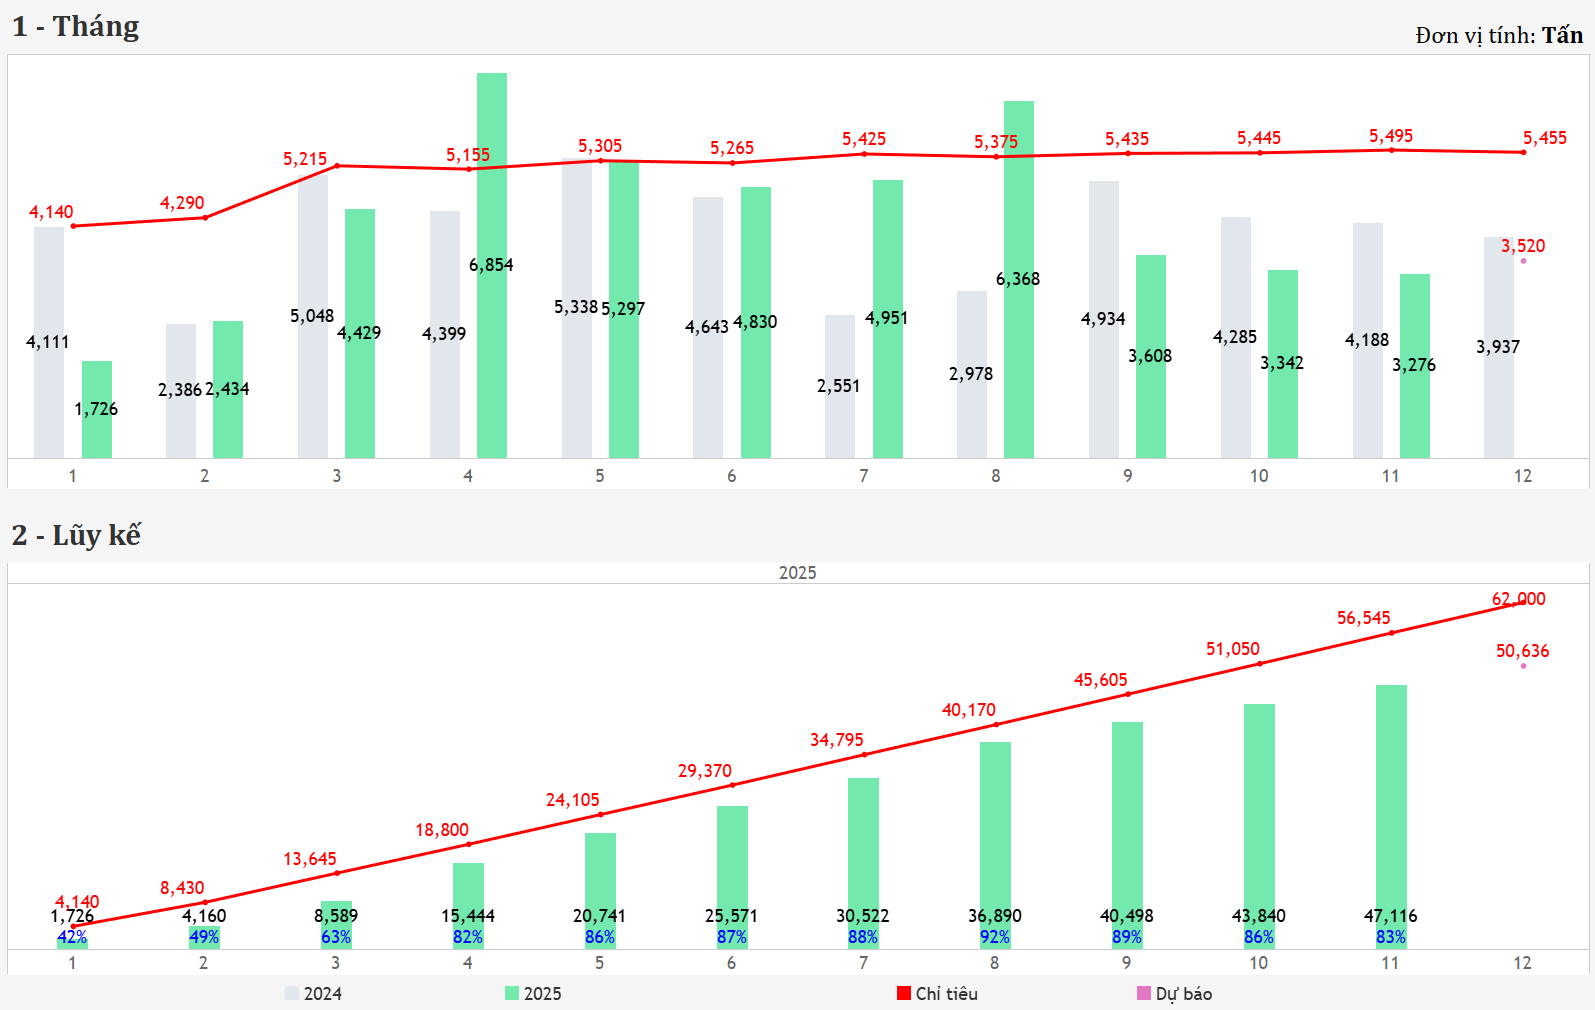 1 - Tháng
Đơn vị tính: Tấn
4,140 4,290 5,215 5,155 5,305 5,265 5,425 5,375 5,435 5,445 5,495 5,455
3,520
4,111 1,726 2,386 2,434 5,048 4,429 4,399 6,854 5,338 5,297 4,643 4,830 2,551 4,951 2,978 6,368 4,934 3,608 4,285 3,342 4,188 3,276 3,937
1 2 3 4 5 6 7 8 9 10 11 12
2 - Lũy kế
2025
4,140 8,430 13,645 18,800 24,105 29,370 34,795 40,170 45,605 51,050 56,545 62,000
50,636
1,726 4,160 8,589 15,444 20,741 25,571 30,522 36,890 40,498 43,840 47,116
42% 49% 63% 82% 86% 87% 88% 92% 89% 86% 83%
1 2 3 4 5 6 7 8 9 10 11 12
2024 2025 Chỉ tiêu Dự báo